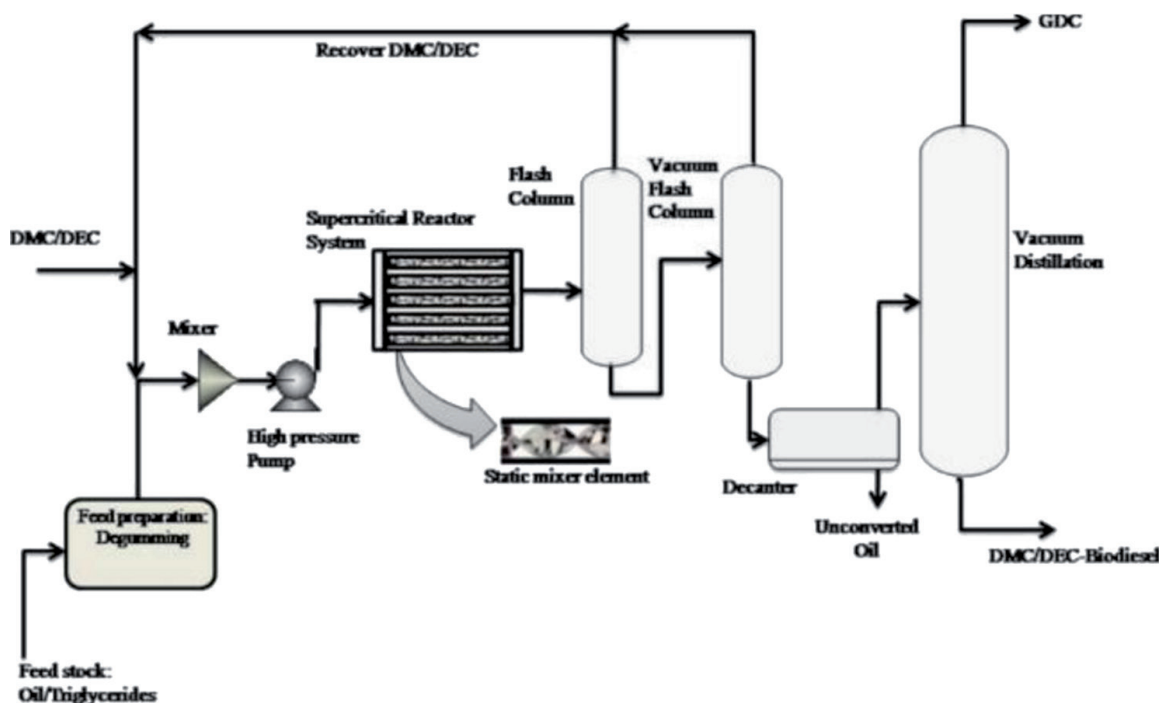 GDC
Recover DMC/DEC
Flash
Column
Vacuum
Flash
Column
Supercritical Reactor
System
DMC/DEC
Vacuum
Distillation
Mixer
High pressure
Pump
Static mixer element
Decanter
Feed preparation:
Degumming
Unconverted
Oil
DMC/DEC-Biodiesel
Feed stock:
Oil/Triglycerides